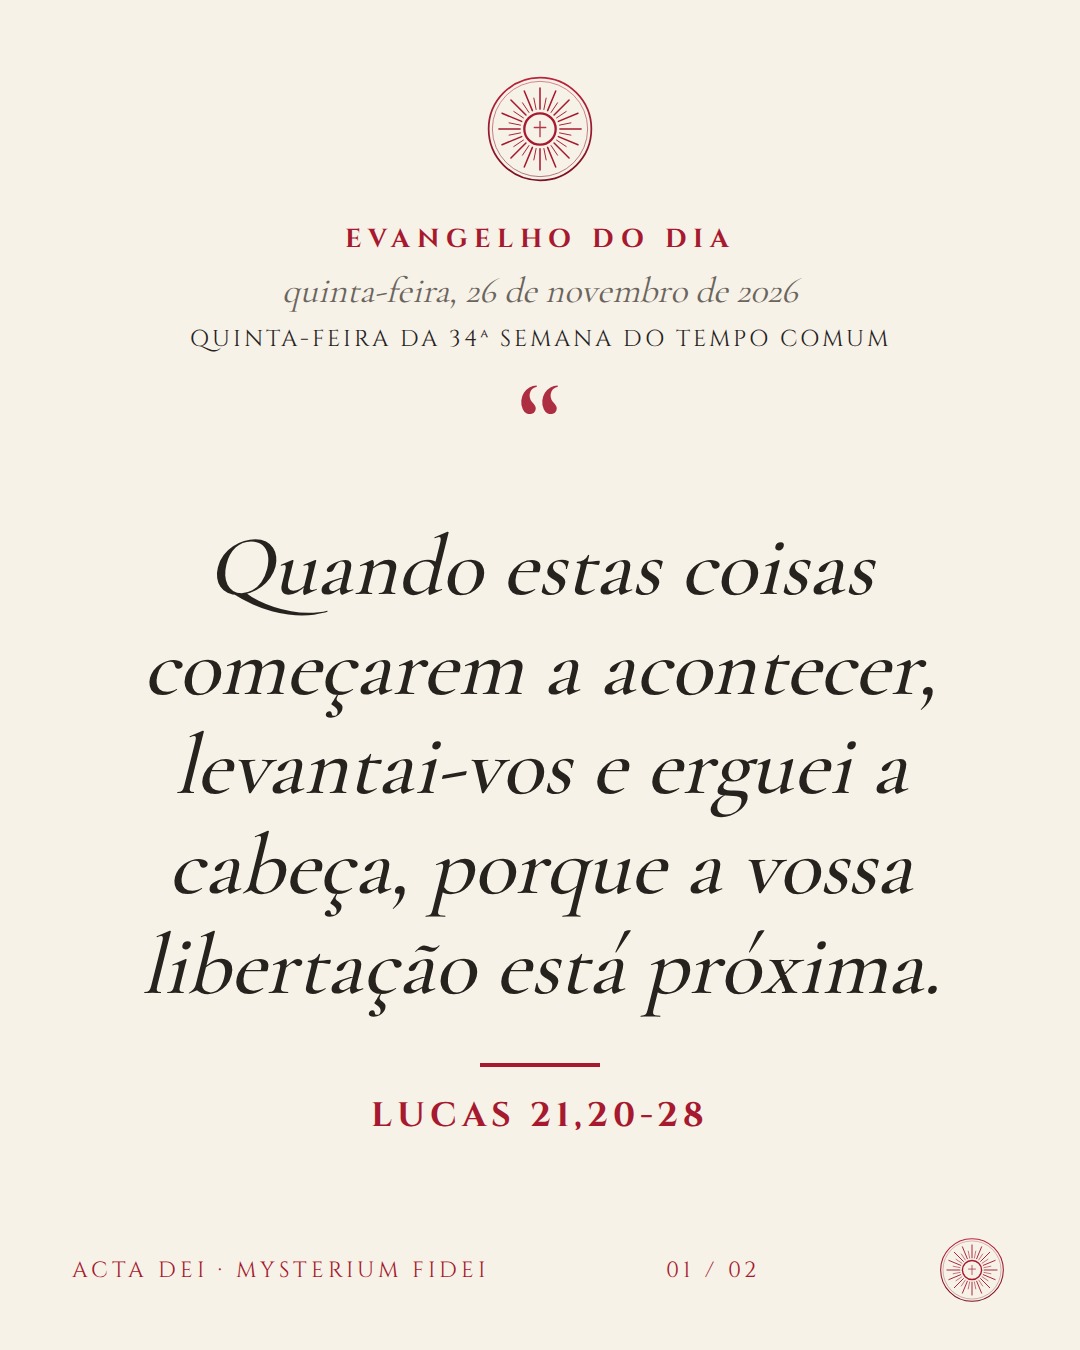 EVANGELHO DO DIA
quinta-feira, 26 de novembro de 2026
QUINTA-FEIRA DA 34ª SEMANA DO TEMPO COMUM
“
Quando estas coisas
começarem a acontecer,
levantai-vos e erguei a
cabeça, porque a vossa
libertação está próxima.
LUCAS 21,20-28
ACTA DEI · MYSTERIUM FIDEI
01 / 02